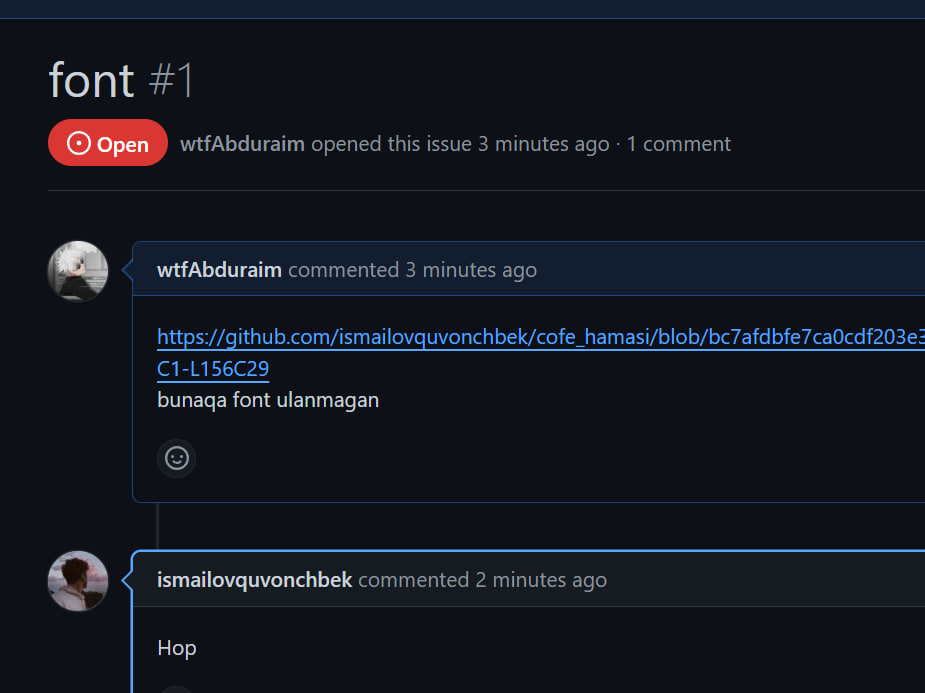 font #1
Open wtfAbduraim opened this issue 3 minutes ago · 1 comment
wtfAbduraim commented 3 minutes ago
https://github.com/ismailovquvonchbek/cofe_hamasi/blob/bc7afdbfe7ca0cdf203e3
C1-L156C29
bunaqa font ulanmagan
ismailovquvonchbek commented 2 minutes ago
Hop